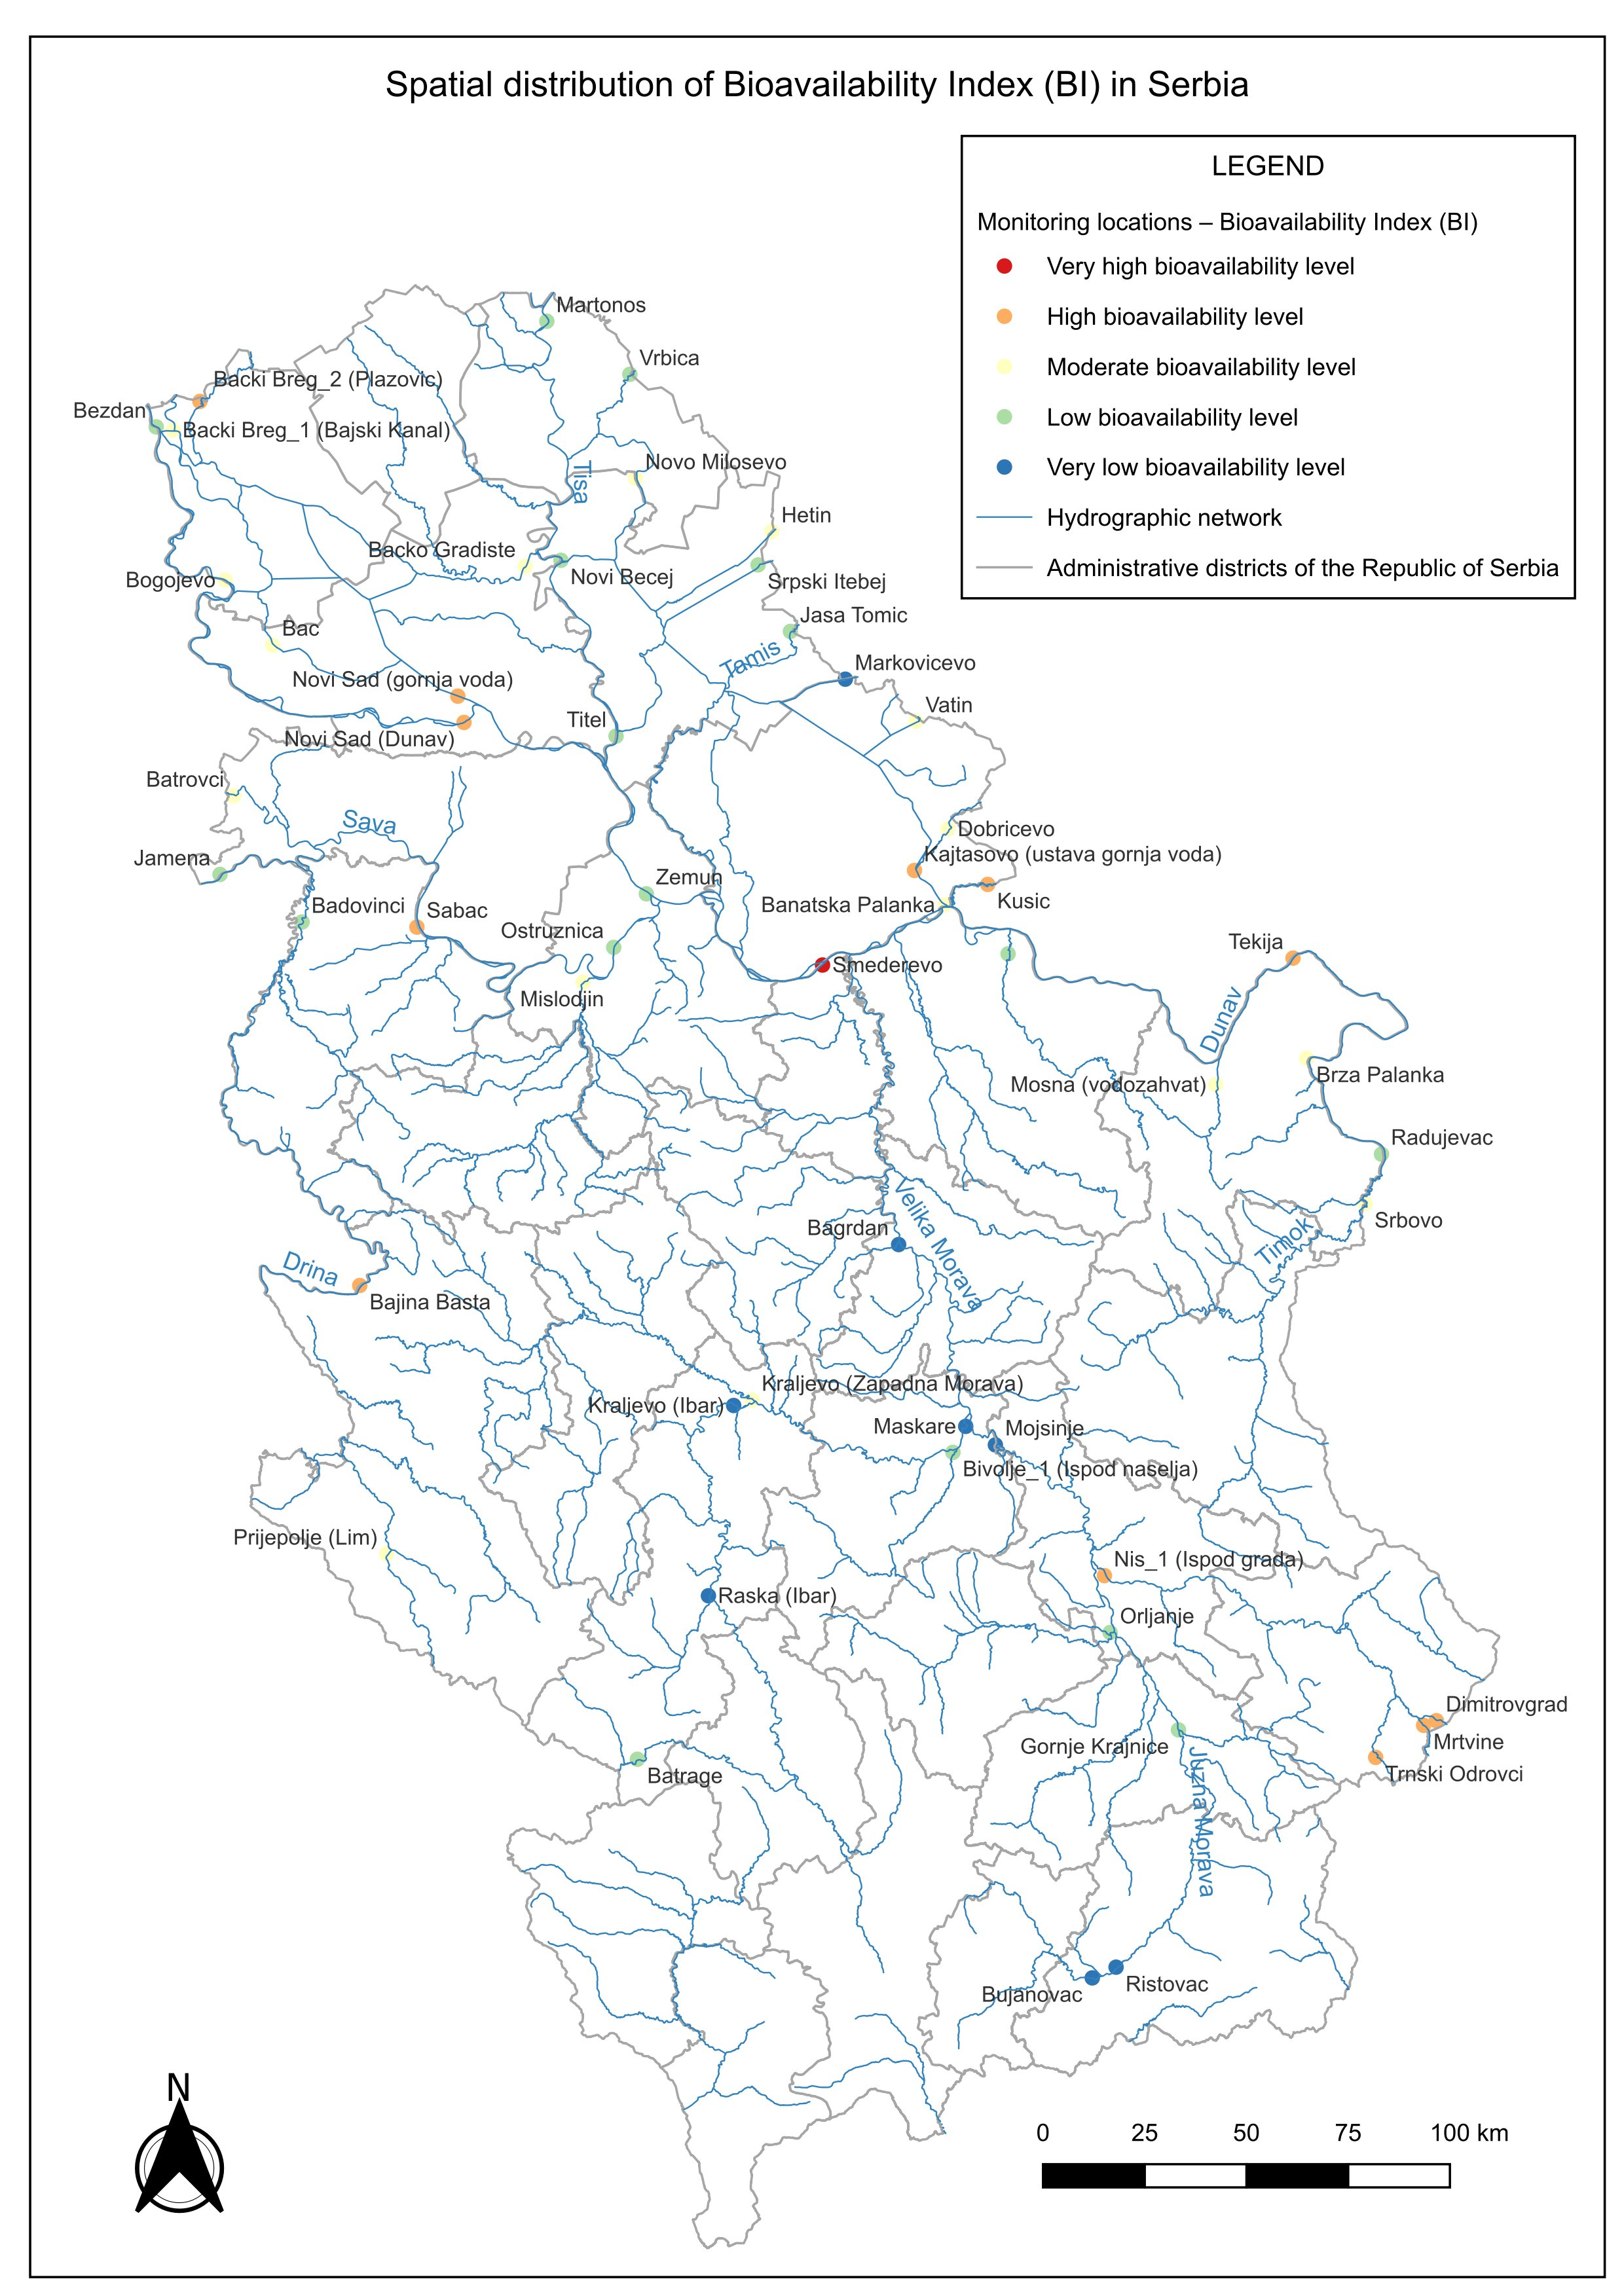 Spatial distribution of Bioavailability Index (BI) in Serbia
LEGEND
Monitoring locations – Bioavailability Index (BI)
Very high bioavailability level
High bioavailability level
Moderate bioavailability level
Low bioavailability level
Very low bioavailability level
Hydrographic network
Administrative districts of the Republic of Serbia
Martonos
Vrbica
Backi Breg_2 (Plazovic)
Bezdan
Backi Breg_1 (Bajski Kanal)
Novo Milosevo
Tisa
Hetin
Backo Gradiste
Novi Becej
Bogojevo
Srpski Itebej
Jasa Tomic
Bac
Tamis
Markovicevo
Novi Sad (gornja voda)
Vatin
Titel
Novi Sad (Dunav)
Batrovci
Sava
Dobricevo
Kajtasovo (ustava gornja voda)
Jamena
Zemun
Kusic
Badovinci
Sabac
Banatska Palanka
Ostruznica
Tekija
Smederevo
Mislodjin
Dunav
Brza Palanka
Mosna (vodozahvat)
Radujevac
Srbovo
Velika Morava
Bagrdan
Timok
Drina
Bajina Basta
Kraljevo (Zapadna Morava)
Kraljevo (Ibar)
Maskare
Mojsinje
Bivolje_1 (Ispod naselja)
Prijepolje (Lim)
Nis_1 (Ispod grada)
Raska (Ibar)
Orljanje
Dimitrovgrad
Mrtvine
Gornje Krajnice
Trnski Odrovci
Batrage
Juzna Morava
Ristovac
Bujanovac
N
0 25 50 75 100 km